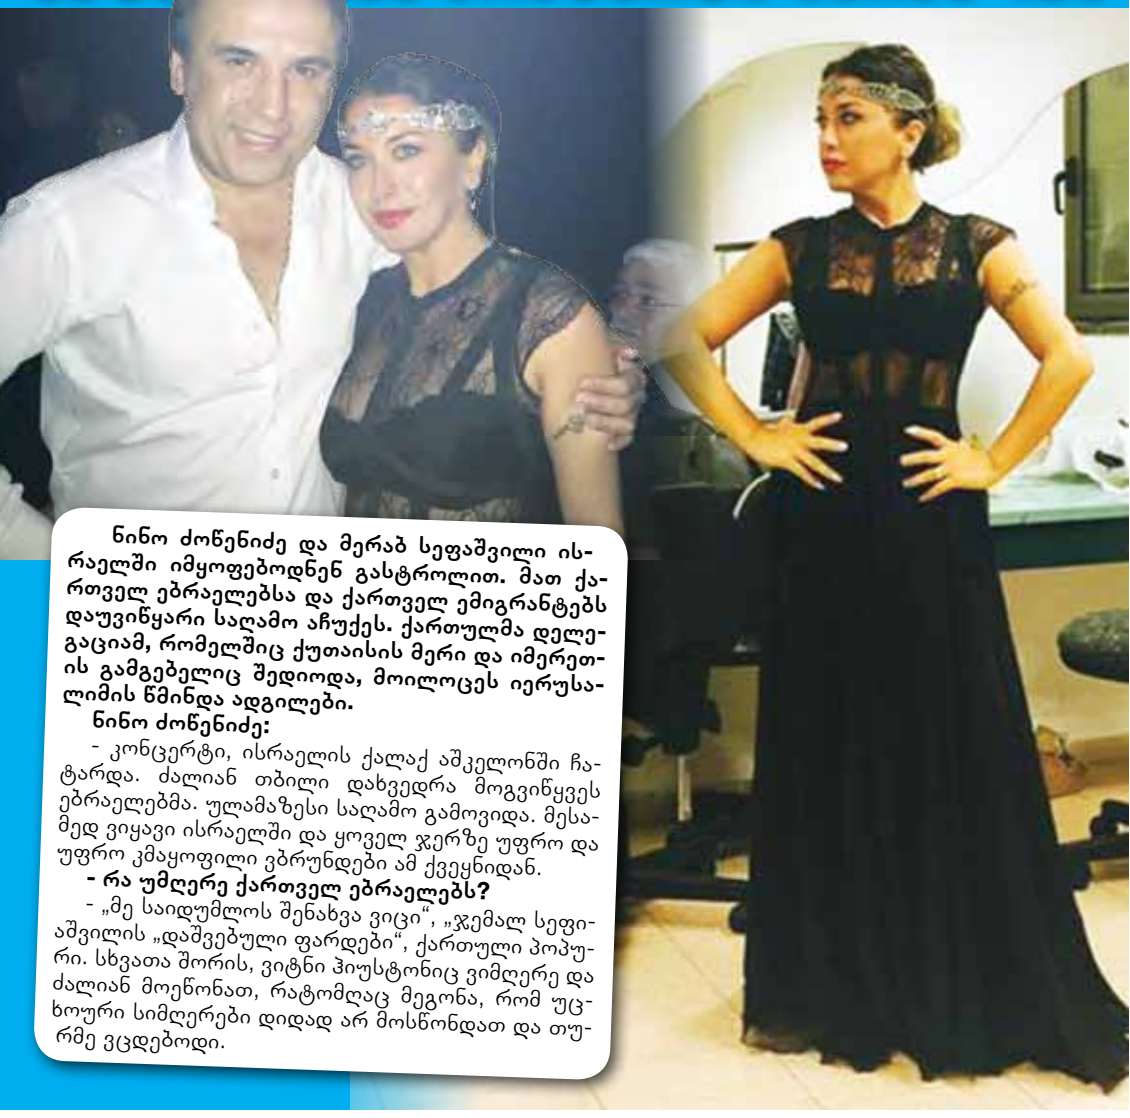 ნინო ძოწენიძე და მერაბ სეფაშვილი ის-
რაელში იმყოფებოდნენ გასტროლით. მათ ქა-
რთველ ებრაელებსა და ქართველ ემიგრანტებს
დაუვიწყარი საღამო აჩუქეს. ქართულმა დელე-
გაციამ, რომელშიც ქუთაისის მერი და იმერეთ-
ის გამგებელიც შედიოდა, მოილოცეს იერუსა-
ლიმის წმინდა ადგილები.
ნინო ძოწენიძე:
- კონცერტი, ისრაელის ქალაქ აშკელონში ჩა-
ტარდა. ძალიან თბილი დახვედრა მოგვიწყვეს
ებრაელებმა. ულამაზესი საღამო გამოვიდა. მესა-
მედ ვიყავი ისრაელში და ყოველ ჯერზე უფრო და
უფრო კმაყოფილი ვბრუნდები ამ ქვეყნიდან.
- რა უმღერე ქართველ ებრაელებს?
- „მე საიდუმლოს შენახვა ვიცი“, „ჯემალ სეფი-
აშვილის „დაშვებული ფარდები“, ქართული პოპუ-
რი. სხვათა შორის, ვიტნი ჰიუსტონიც ვიმღერე და
ძალიან მოეწონათ, რატომღაც მეგონა, რომ უც-
ხოური სიმღერები დიდად არ მოსწონდათ და თუ-
რმე ვცდებოდი.